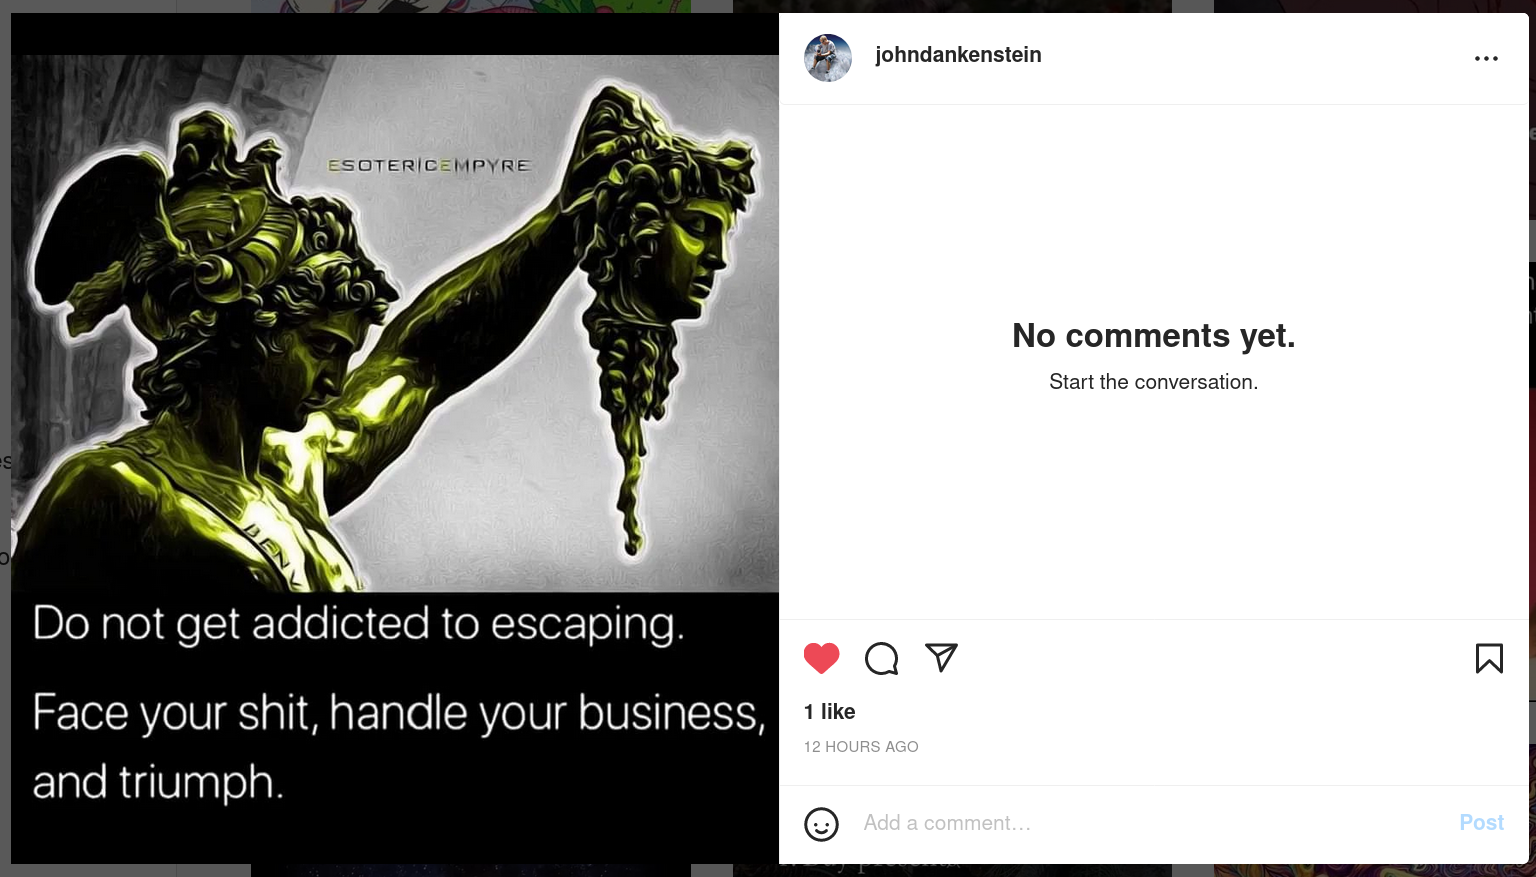 ESOTERICEMPYRE
BENV
Do not get addicted to escaping.
Face your shit, handle your business,
and triumph.
johndankenstein
No comments yet.
Start the conversation.
1 like
12 HOURS AGO
Add a comment...
Post